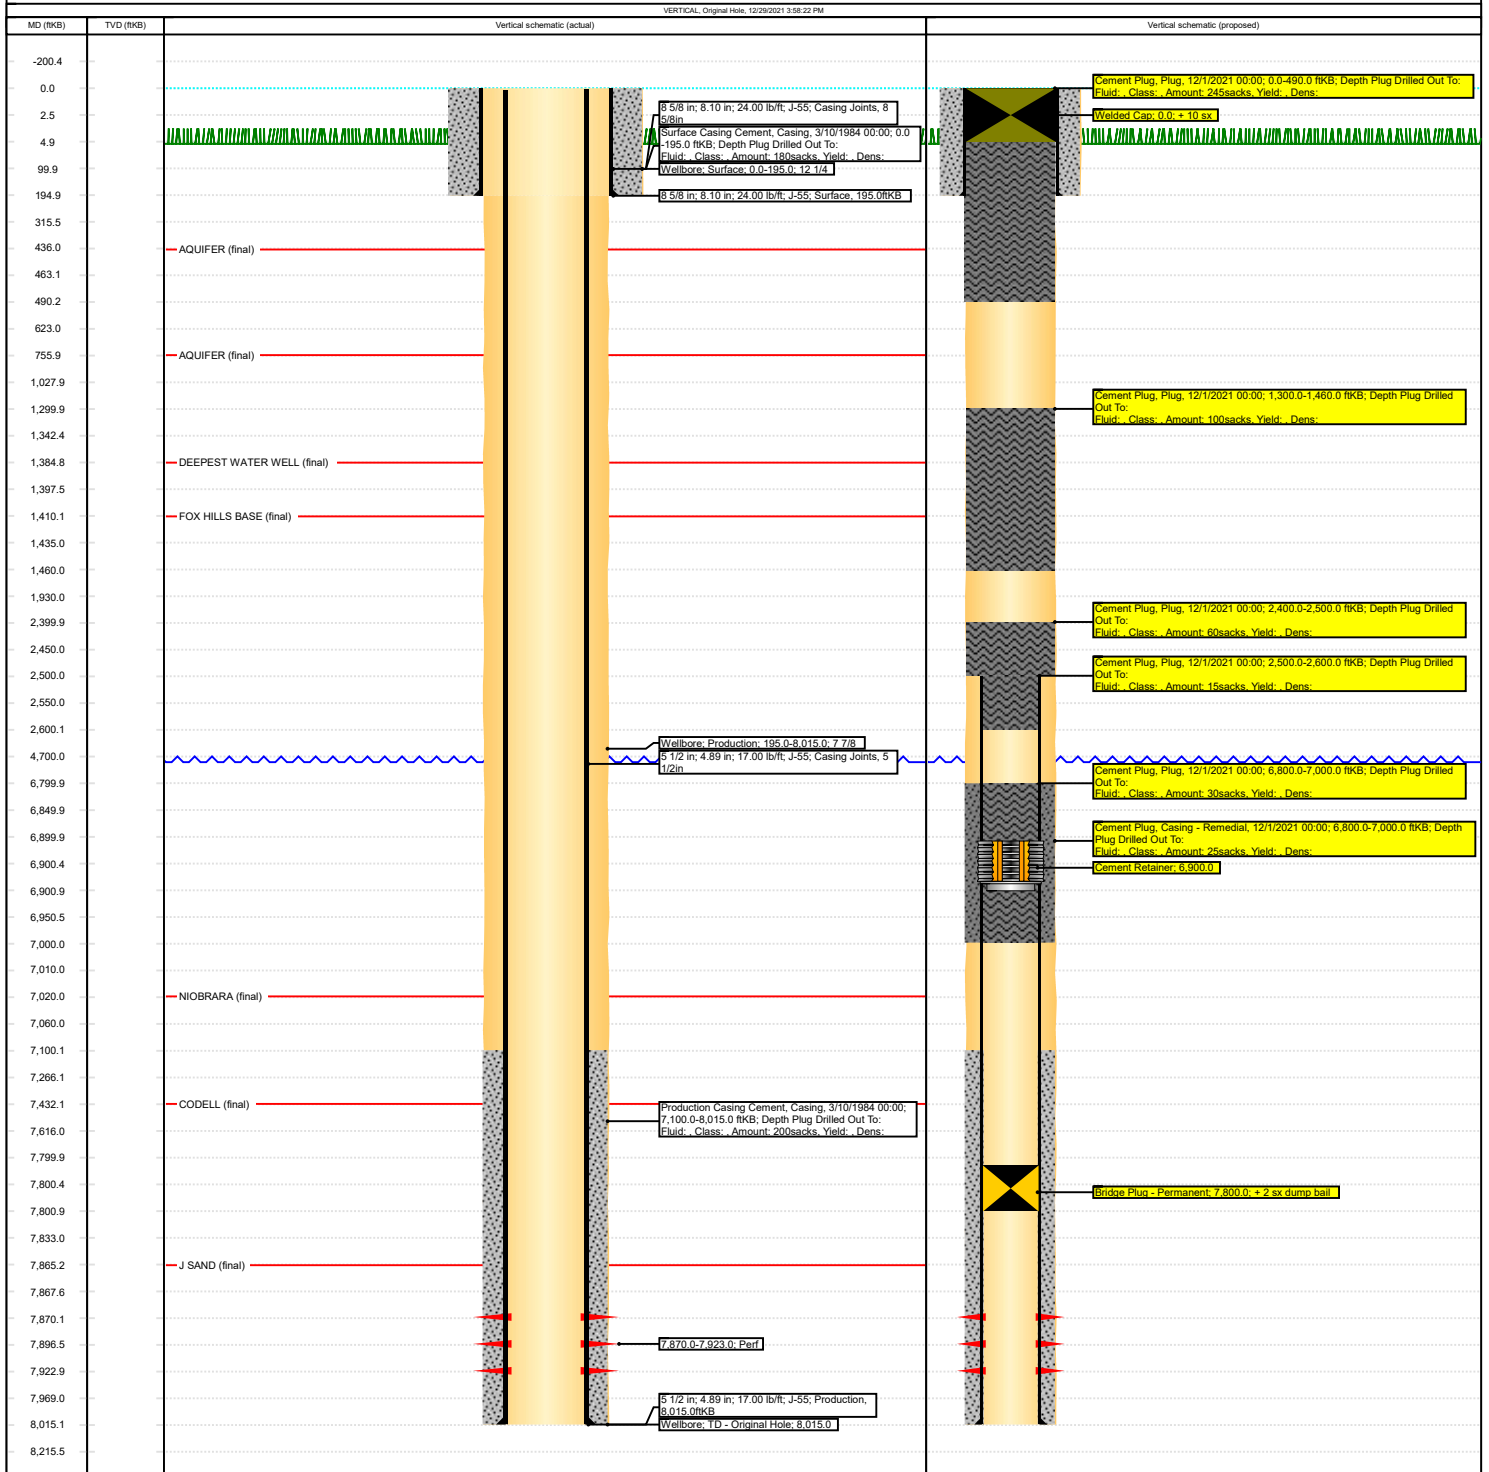 VERTICAL, Original Hole, 12/29/2021 3:58:22 PM
MD (ftKB)
TVD (ftKB)
Vertical schematic (actual)
Vertical schematic (proposed)
-200.4
0.0
2.5
4.9
99.9
194.9
315.5
436.0
463.1
490.2
623.0
755.9
1,027.9
1,299.9
1,342.4
1,384.8
1,397.5
1,410.1
1,435.0
1,460.0
1,930.0
2,399.9
2,450.0
2,500.0
2,550.0
2,600.1
4,700.0
6,799.9
6,849.9
6,899.9
6,900.4
6,900.9
6,950.5
7,000.0
7,010.0
7,020.0
7,060.0
7,100.1
7,266.1
7,432.1
7,616.0
7,799.9
7,800.4
7,800.9
7,833.0
7,865.2
7,867.6
7,870.1
7,896.5
7,922.9
7,969.0
8,015.1
8,215.5
AQUIFER (final)
AQUIFER (final)
DEEPEST WATER WELL (final)
FOX HILLS BASE (final)
NIOBRARA (final)
CODELL (final)
J SAND (final)
8 5/8 in; 8.10 in; 24.00 lb/ft; J-55; Casing Joints, 8
5/8in
Surface Casing Cement, Casing, 3/10/1984 00:00; 0.0
-195.0 ftKB; Depth Plug Drilled Out To:
Fluid: , Class: , Amount: 180sacks, Yield: , Dens:
Wellbore; Surface; 0.0-195.0; 12 1/4
8 5/8 in; 8.10 in; 24.00 lb/ft; J-55; Surface, 195.0ftKB
Wellbore; Production; 195.0-8,015.0; 7 7/8
5 1/2 in; 4.89 in; 17.00 lb/ft; J-55; Casing Joints, 5
1/2in
Production Casing Cement, Casing, 3/10/1984 00:00;
7,100.0-8,015.0 ftKB; Depth Plug Drilled Out To:
Fluid: , Class: , Amount: 200sacks, Yield: , Dens:
7,870.0-7,923.0; Perf
5 1/2 in; 4.89 in; 17.00 lb/ft; J-55; Production,
8,015.0ftKB
Wellbore; TD - Original Hole; 8,015.0
Cement Plug, Plug, 12/1/2021 00:00; 0.0-490.0 ftKB; Depth Plug Drilled Out To:
Fluid: , Class: , Amount: 245sacks, Yield: , Dens:
Welded Cap; 0.0; + 10 sx
Cement Plug, Plug, 12/1/2021 00:00; 1,300.0-1,460.0 ftKB; Depth Plug Drilled
Out To:
Fluid: , Class: , Amount: 100sacks, Yield: , Dens:
Cement Plug, Plug, 12/1/2021 00:00; 2,400.0-2,500.0 ftKB; Depth Plug Drilled
Out To:
Fluid: , Class: , Amount: 60sacks, Yield: , Dens:
Cement Plug, Plug, 12/1/2021 00:00; 2,500.0-2,600.0 ftKB; Depth Plug Drilled
Out To:
Fluid: , Class: , Amount: 15sacks, Yield: , Dens:
Cement Plug, Plug, 12/1/2021 00:00; 6,800.0-7,000.0 ftKB; Depth Plug Drilled
Out To:
Fluid: , Class: , Amount: 30sacks, Yield: , Dens:
Cement Plug, Casing - Remedial, 12/1/2021 00:00; 6,800.0-7,000.0 ftKB; Depth
Plug Drilled Out To:
Fluid: , Class: , Amount: 25sacks, Yield: , Dens:
Cement Retainer; 6,900.0
Bridge Plug - Permanent; 7,800.0; + 2 sx dump bail